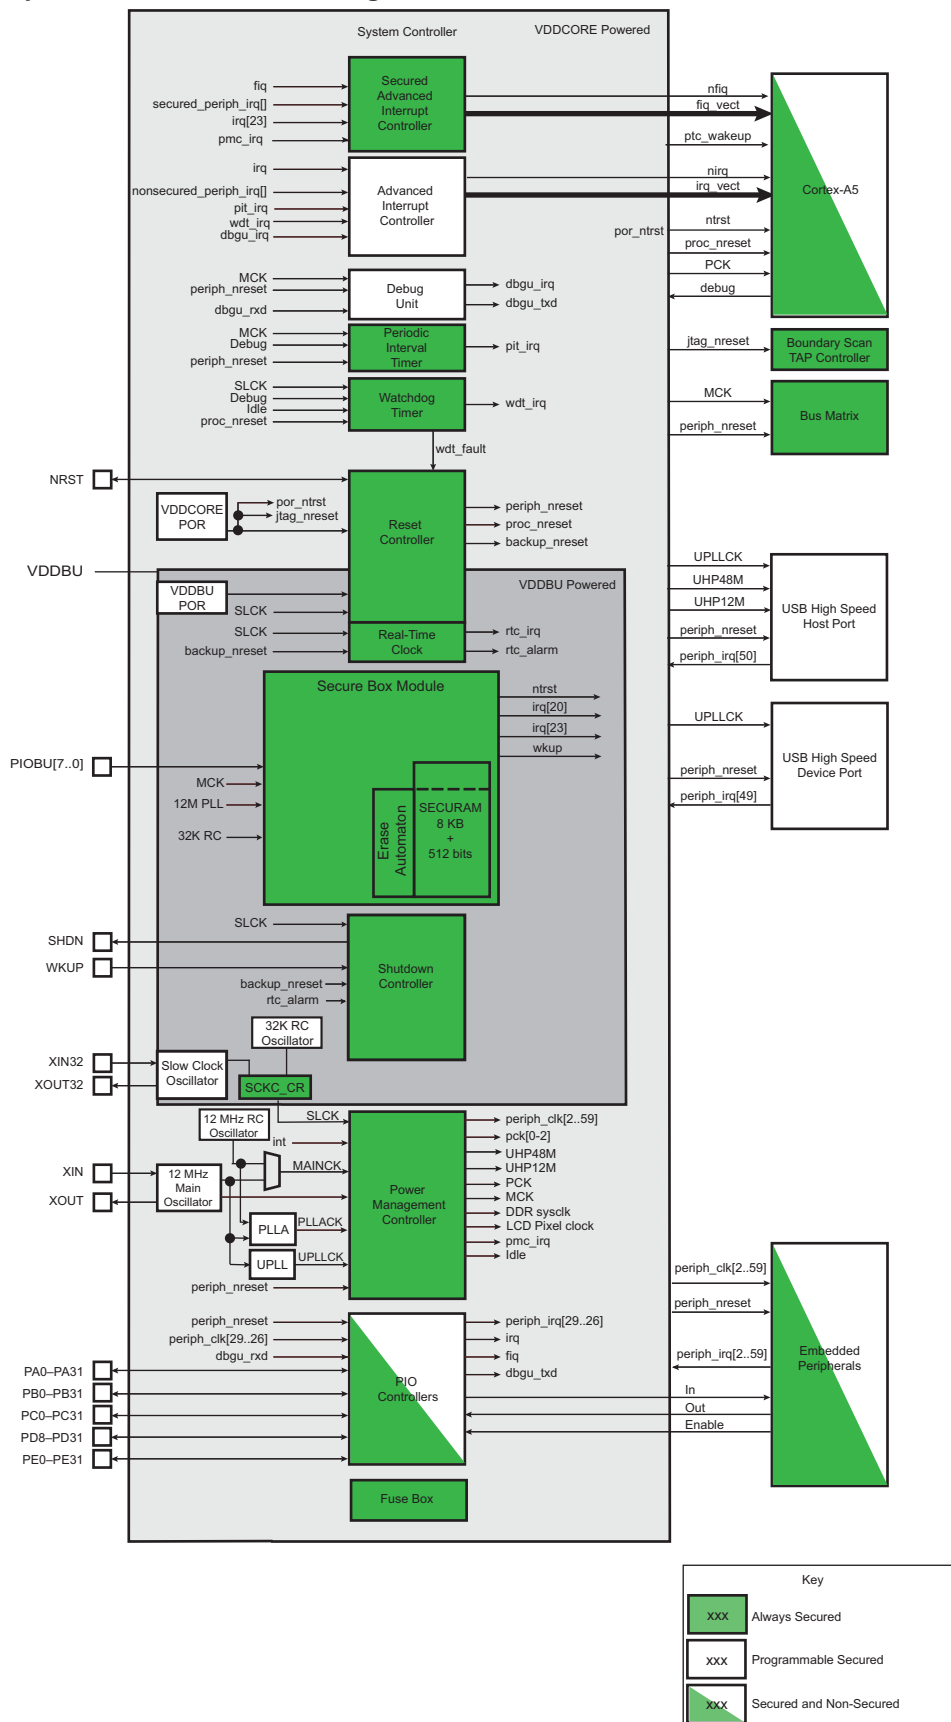 System Controller
VDDCORE Powered
fiq
secured_periph_irq[]
irq[23]
pmc_irq
Secured
Advanced
Interrupt
Controller
nfiq
fiq_vect
ptc_wakeup
irq
nonsecured_periph_irq[]
pit_irq
wdt_irq
dbgu_irq
Advanced
Interrupt
Controller
nirq
irq_vect
Cortex-A5
por_ntrst
ntrst
proc_nreset
PCK
debug
MCK
periph_nreset
dbgu_rxd
Debug
Unit
dbgu_irq
dbgu_txd
MCK
Debug
periph_nreset
Periodic
Interval
Timer
pit_irq
jtag_nreset
Boundary Scan
TAP Controller
SLCK
Debug
Idle
proc_nreset
Watchdog
Timer
wdt_irq
MCK
periph_nreset
Bus Matrix
wdt_fault
NRST
VDDCORE
POR
por_ntrst
jtag_nreset
Reset
Controller
periph_nreset
proc_nreset
backup_nreset
VDDBU
VDDBU Powered
VDDBU
POR
SLCK
SLCK
backup_nreset
Real-Time
Clock
rtc_irq
rtc_alarm
UPLLCK
UHP48M
UHP12M
periph_nreset
periph_irq[50]
USB High Speed
Host Port
Secure Box Module
ntrst
irq[20]
irq[23]
wkup
PIOBU[7..0]
MCK
12M PLL
32K RC
Erase
Automaton
SECURAM
8 KB
+
512 bits
UPLLCK
periph_nreset
periph_irq[49]
USB High Speed
Device Port
SLCK
SHDN
WKUP
backup_nreset
rtc_alarm
Shutdown
Controller
32K RC
Oscillator
XIN32
XOUT32
Slow Clock
Oscillator
SCKC_CR
12 MHz RC
Oscillator
SLCK
int
MAINCK
XIN
XOUT
12 MHz
Main
Oscillator
PLLA
PLLACK
UPLL
UPLLCK
periph_nreset
Power
Management
Controller
periph_clk[2..59]
pck[0-2]
UHP48M
UHP12M
PCK
MCK
DDR sysclk
LCD Pixel clock
pmc_irq
Idle
periph_clk[2..59]
periph_nreset
periph_irq[2..59]
In
Out
Enable
Embedded
Peripherals
periph_nreset
periph_clk[29..26]
dbgu_rxd
PA0–PA31
PB0–PB31
PC0–PC31
PD8–PD31
PE0–PE31
PIO
Controllers
periph_irq[29..26]
irq
fiq
dbgu_txd
Fuse Box
Key
xxx Always Secured
xxx Programmable Secured
xxx Secured and Non-Secured